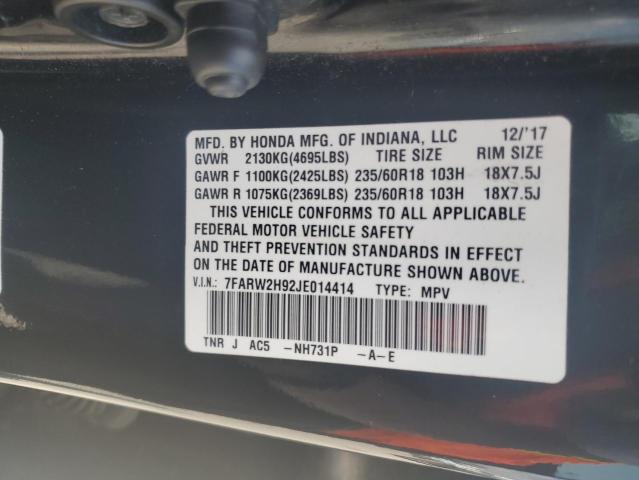 MFD. BY HONDA MFG. OF INDIANA, LLC 12/'17
GVWR 2130KG(4695LBS) TIRE SIZE RIM SIZE
GAWR F 1100KG(2425LBS) 235/60R18 103H 18X7.5J
GAWR R 1075KG(2369LBS) 235/60R18 103H 18X7.5J
THIS VEHICLE CONFORMS TO ALL APPLICABLE
FEDERAL MOTOR VEHICLE SAFETY
AND THEFT PREVENTION STANDARDS IN EFFECT
ON THE DATE OF MANUFACTURE SHOWN ABOVE.
V.I.N.: 7FARW2H92JE014414 TYPE: MPV
TNR J AC5 -NH731P -A-E